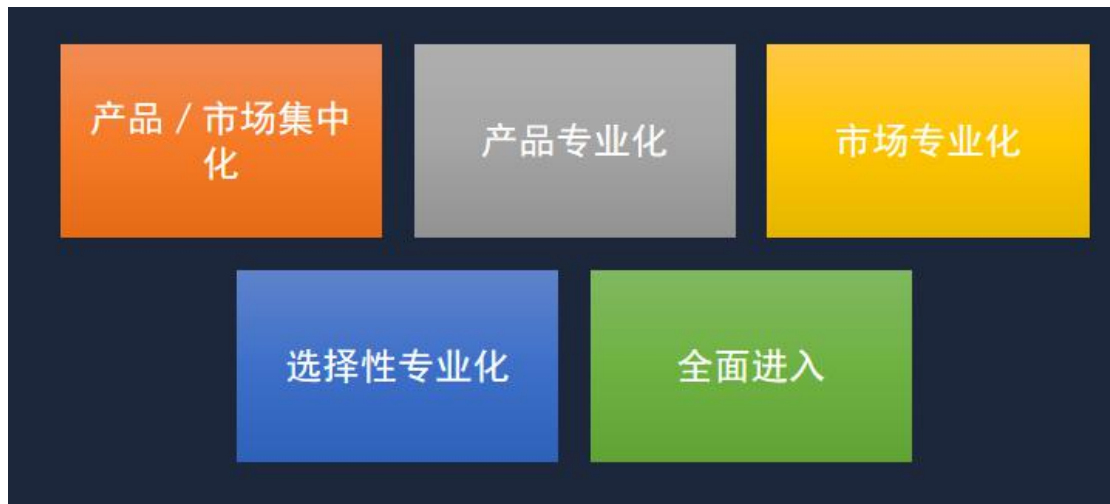 产品 / 市场集中
化
产品专业化
市场专业化
选择性专业化
全面进入